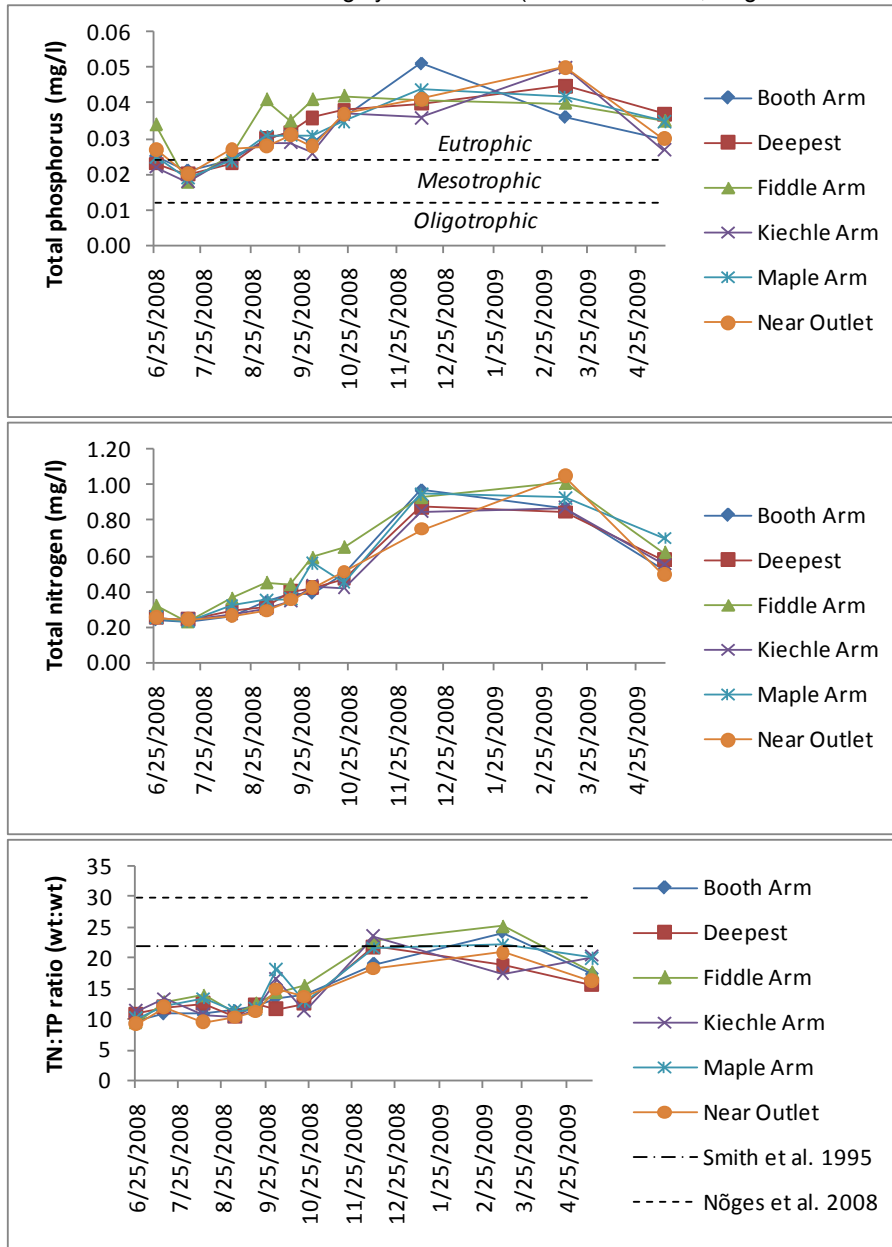 Total phosphorus (mg/l)
0.06
0.05
0.04
0.03
0.02
0.01
0.00
Eutrophic
Mesotrophic
Oligotrophic
6/25/2008
7/25/2008
8/25/2008
9/25/2008
10/25/2008
11/25/2008
12/25/2008
1/25/2009
2/25/2009
3/25/2009
4/25/2009
Booth Arm
Deepest
Fiddle Arm
Kiechle Arm
Maple Arm
Near Outlet
Total nitrogen (mg/l)
1.20
1.00
0.80
0.60
0.40
0.20
0.00
6/25/2008
7/25/2008
8/25/2008
9/25/2008
10/25/2008
11/25/2008
12/25/2008
1/25/2009
2/25/2009
3/25/2009
4/25/2009
Booth Arm
Deepest
Fiddle Arm
Kiechle Arm
Maple Arm
Near Outlet
TN:TP ratio (wt:wt)
35
30
25
20
15
10
5
0
6/25/2008
7/25/2008
8/25/2008
9/25/2008
10/25/2008
11/25/2008
12/25/2008
1/25/2009
2/25/2009
3/25/2009
4/25/2009
Booth Arm
Deepest
Fiddle Arm
Kiechle Arm
Maple Arm
Near Outlet
Smith et al. 1995
Nõges et al. 2008